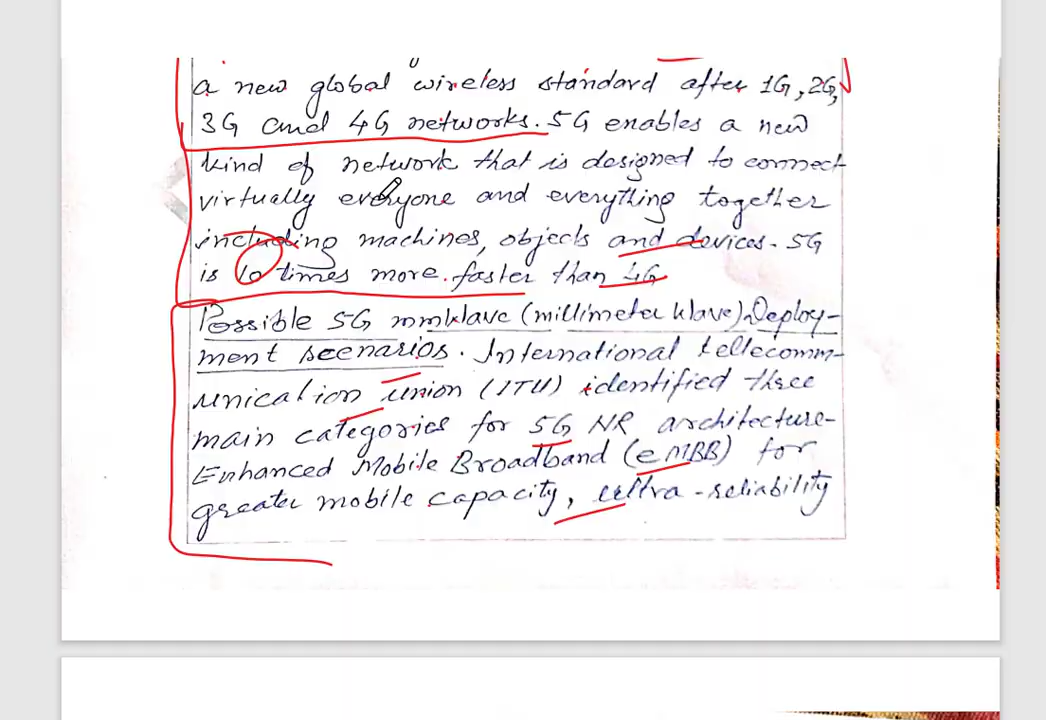 a new global wireless standard after 1G, 2G,
3G and 4G networks. 5G enables a new
kind of network that is designed to connect
virtually everyone and everything together
including machines, objects and devices. 5G
is 10 times more faster than 4G
Possible 5G mmWave (millimeter Wave) Deploy-
ment scenarios. International tellecomm-
unication union (ITU) identified three
main categories for 5G NR architecture-
Enhanced Mobile Broadband (eMBB) for
greater mobile capacity, ultra-reliability